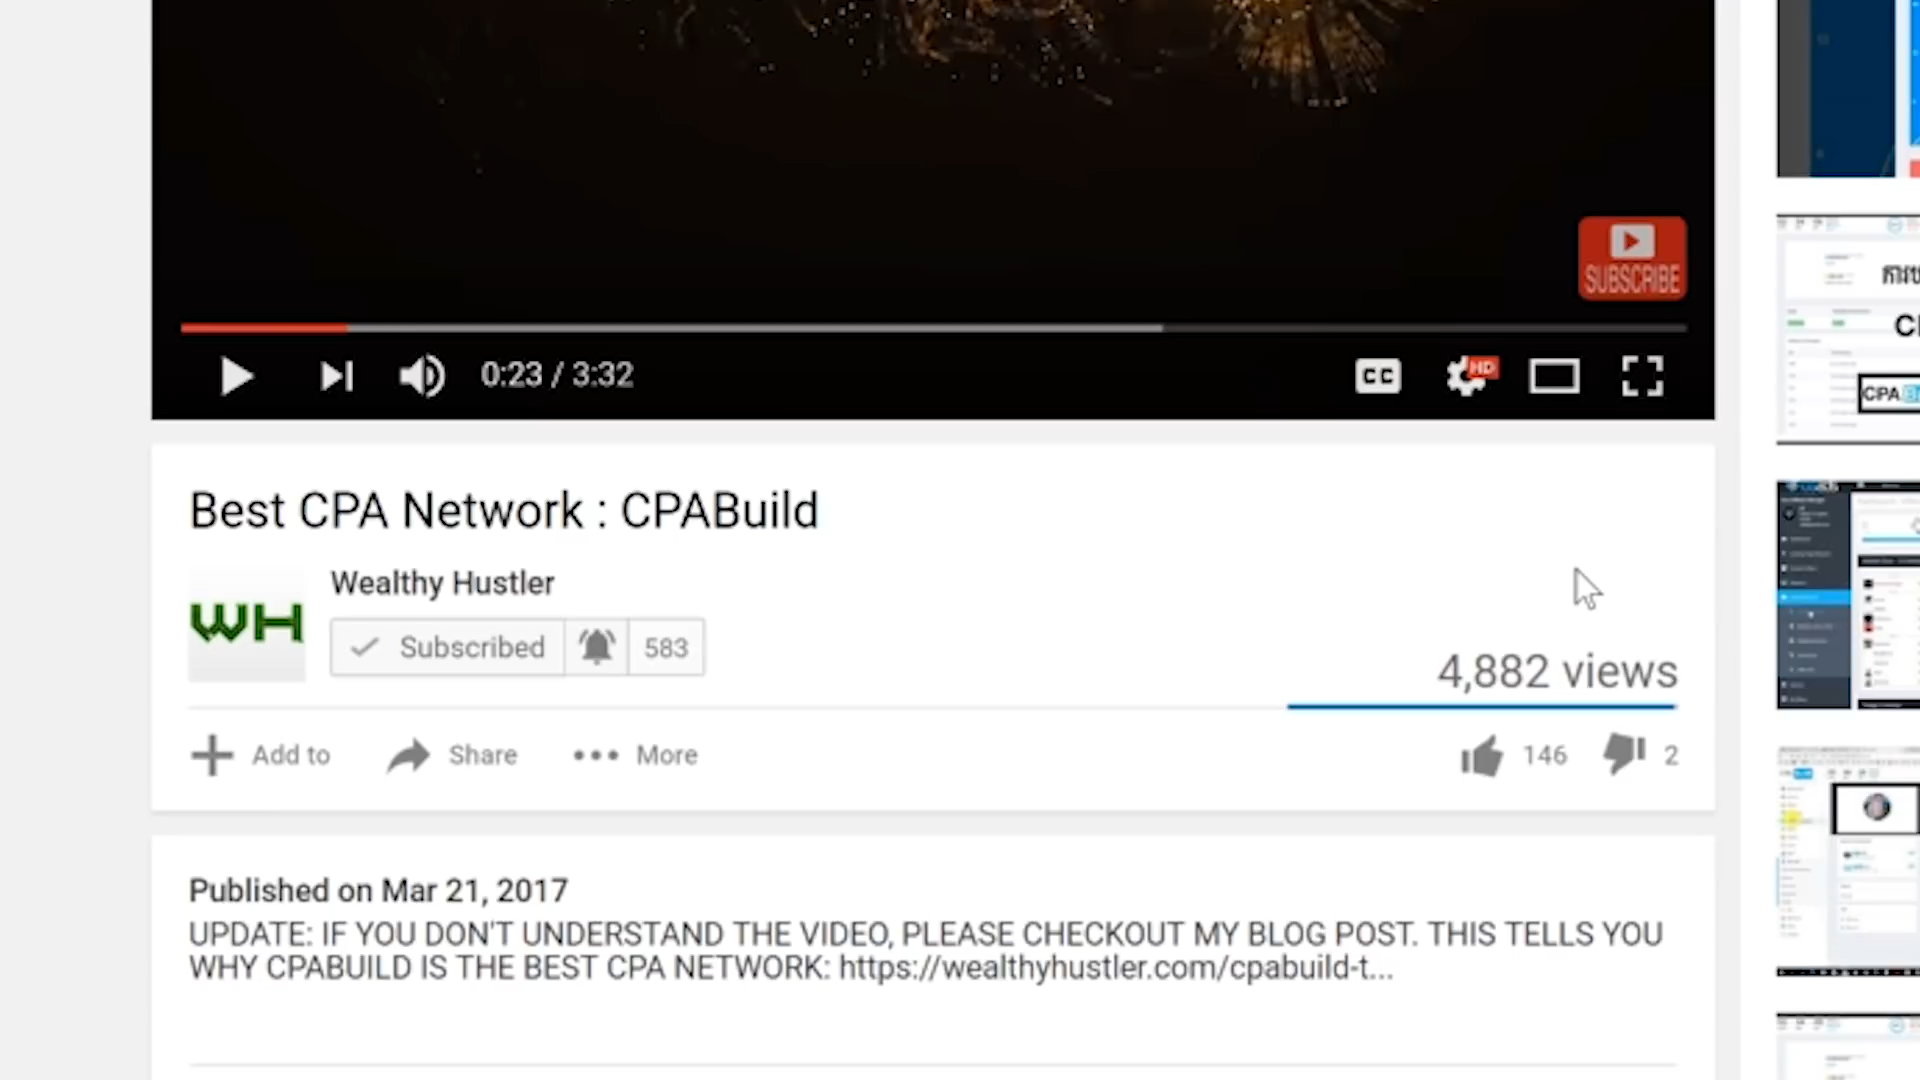 SUBSCRIBE
0:23 / 3:32
CC
HD
Best CPA Network : CPABuild
Wealthy Hustler
WH
Subscribed
583
4,882 views
Add to
Share
More
146
2
Published on Mar 21, 2017
UPDATE: IF YOU DON'T UNDERSTAND THE VIDEO, PLEASE CHECKOUT MY BLOG POST. THIS TELLS YOU
WHY CPABUILD IS THE BEST CPA NETWORK: https://wealthyhustler.com/cpabuild-t...
CPA